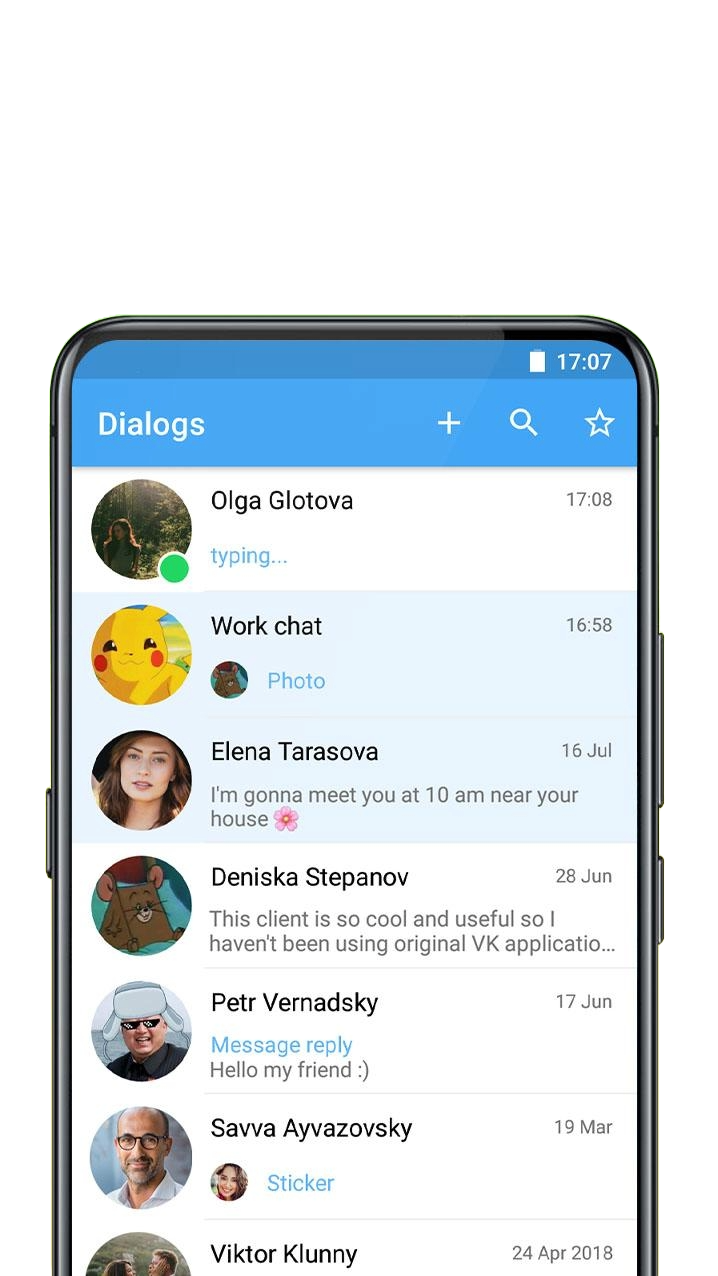 17:07
Dialogs
Olga Glotova 17:08
typing...
Work chat 16:58
Photo
Elena Tarasova 16 Jul
I'm gonna meet you at 10 am near your
house 🌸
Deniska Stepanov 28 Jun
This client is so cool and useful so I
haven't been using original VK applicatio...
Petr Vernadsky 17 Jun
Message reply
Hello my friend :)
Savva Ayvazovsky 19 Mar
Sticker
Viktor Klunny 24 Apr 2018